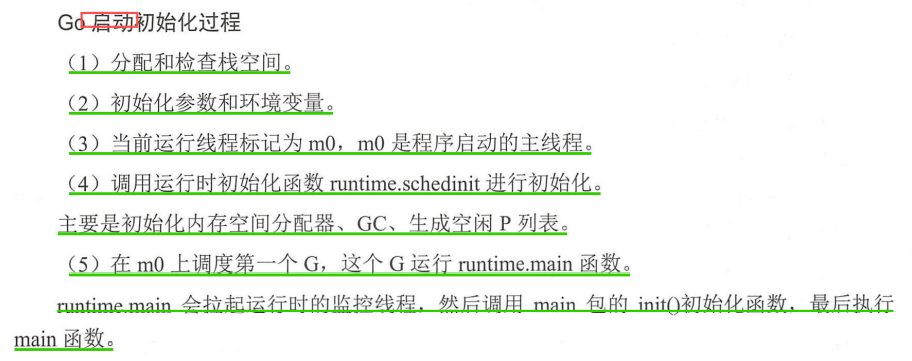 Go 启动初始化过程
（1）分配和检查栈空间。
（2）初始化参数和环境变量。
（3）当前运行线程标记为 m0，m0 是程序启动的主线程。
（4）调用运行时初始化函数 runtime.schedinit 进行初始化。
主要是初始化内存空间分配器、GC、生成空闲 P 列表。
（5）在 m0 上调度第一个 G，这个 G 运行 runtime.main 函数。
runtime.main 会拉起运行时的监控线程，然后调用 main 包的 init()初始化函数，最后执行
main 函数。